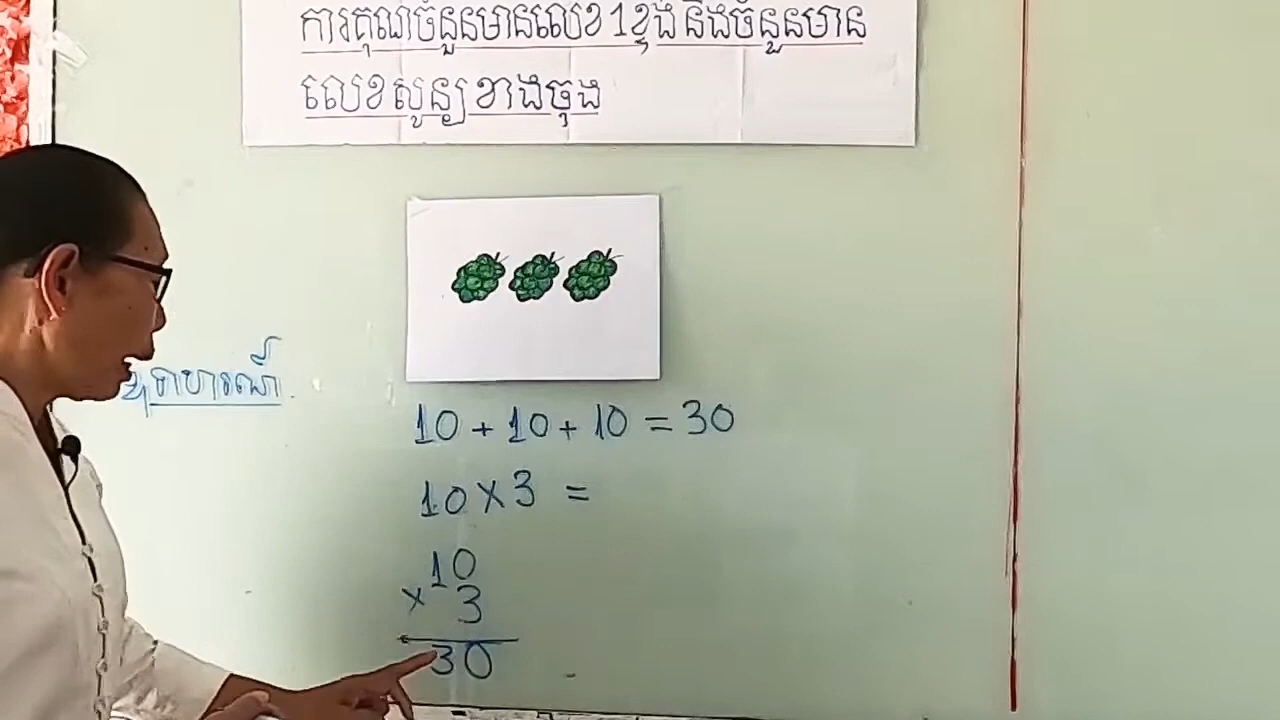 ការគុណចំនួនមានលេខ 1 ខ្ទង់ និងចំនួនមាន
លេខសូន្យខាងចុង
ឧទាហរណ៍
10 + 10 + 10 = 30
10 × 3 =
10
× 3
30